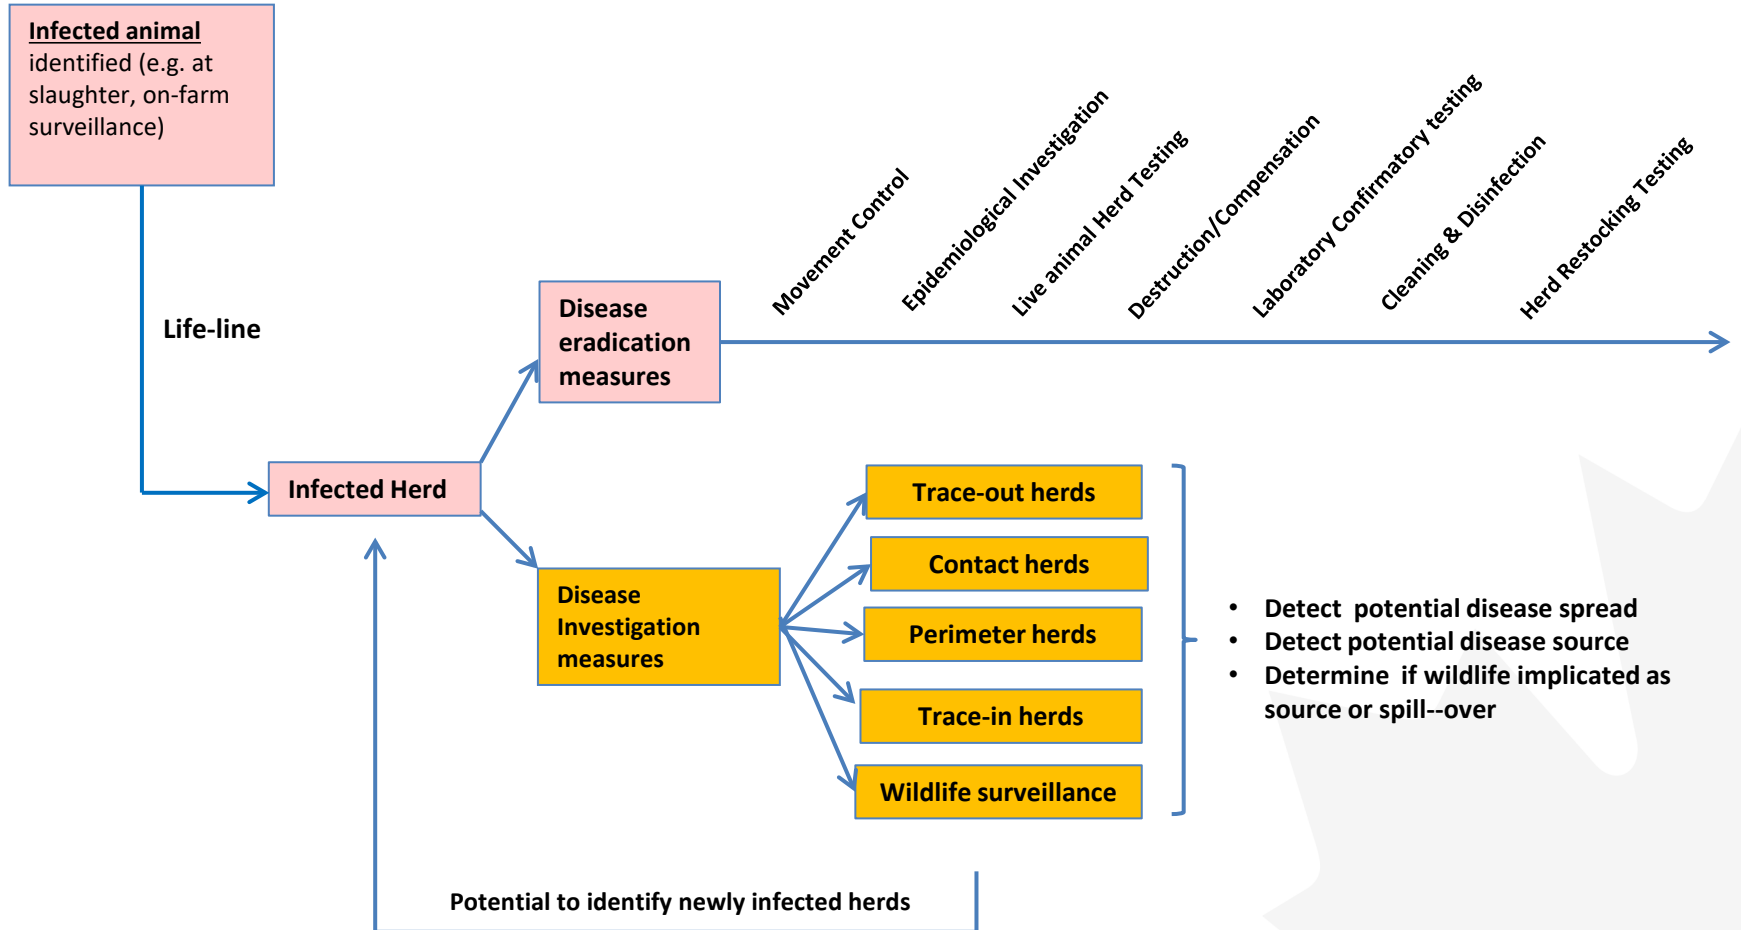 Infected animal
identified (e.g. at
slaughter, on-farm
surveillance)
Life-line
Infected Herd
Disease
eradication
measures
Movement Control
Epidemiological Investigation
Live animal Herd Testing
Destruction/Compensation
Laboratory Confirmatory testing
Cleaning & Disinfection
Herd Restocking Testing
Disease
Investigation
measures
Trace-out herds
Contact herds
Perimeter herds
Trace-in herds
Wildlife surveillance
• Detect potential disease spread
• Detect potential disease source
• Determine if wildlife implicated as
source or spill--over
Potential to identify newly infected herds